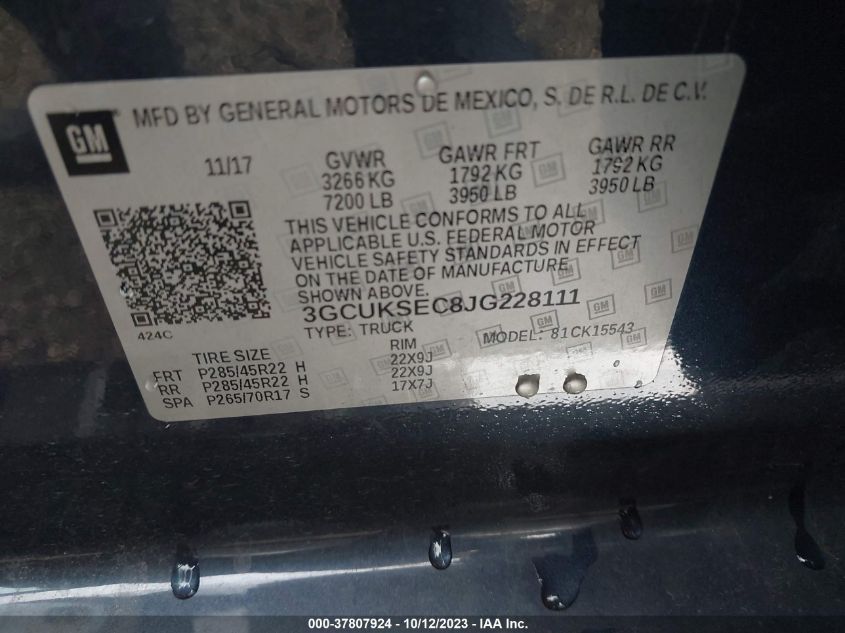 GM
MFD BY GENERAL MOTORS DE MEXICO, S. DE R.L. DE C.V.
11/17 GVWR GAWR FRT GAWR RR
3266 KG 1792 KG 1792 KG
7200 LB 3950 LB 3950 LB
THIS VEHICLE CONFORMS TO ALL
APPLICABLE U.S. FEDERAL MOTOR
VEHICLE SAFETY STANDARDS IN EFFECT
ON THE DATE OF MANUFACTURE
SHOWN ABOVE.
424C
3GCUKSEC8JG228111
TYPE: TRUCK MODEL: 81CK15543
TIRE SIZE RIM
FRT P285/45R22 H 22X9J
RR P285/45R22 H 22X9J
SPA P265/70R17 S 17X7J
000-37807924 - 10/12/2023 - IAA Inc.